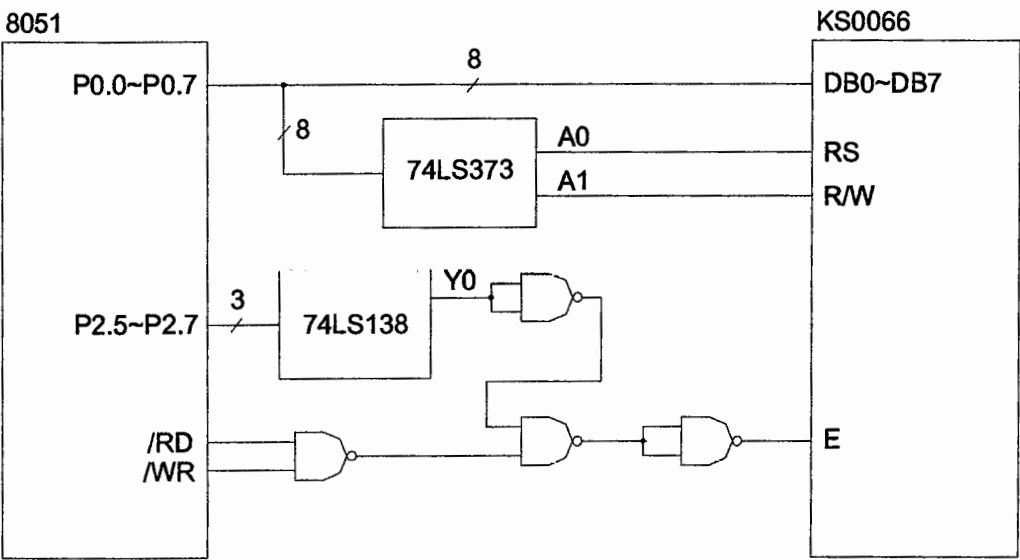 8051
KS0066
P0.0~P0.7
8
DB0~DB7
8
74LS373
A0
RS
A1
R/W
Y0
P2.5~P2.7
3
74LS138
/RD
/WR
E